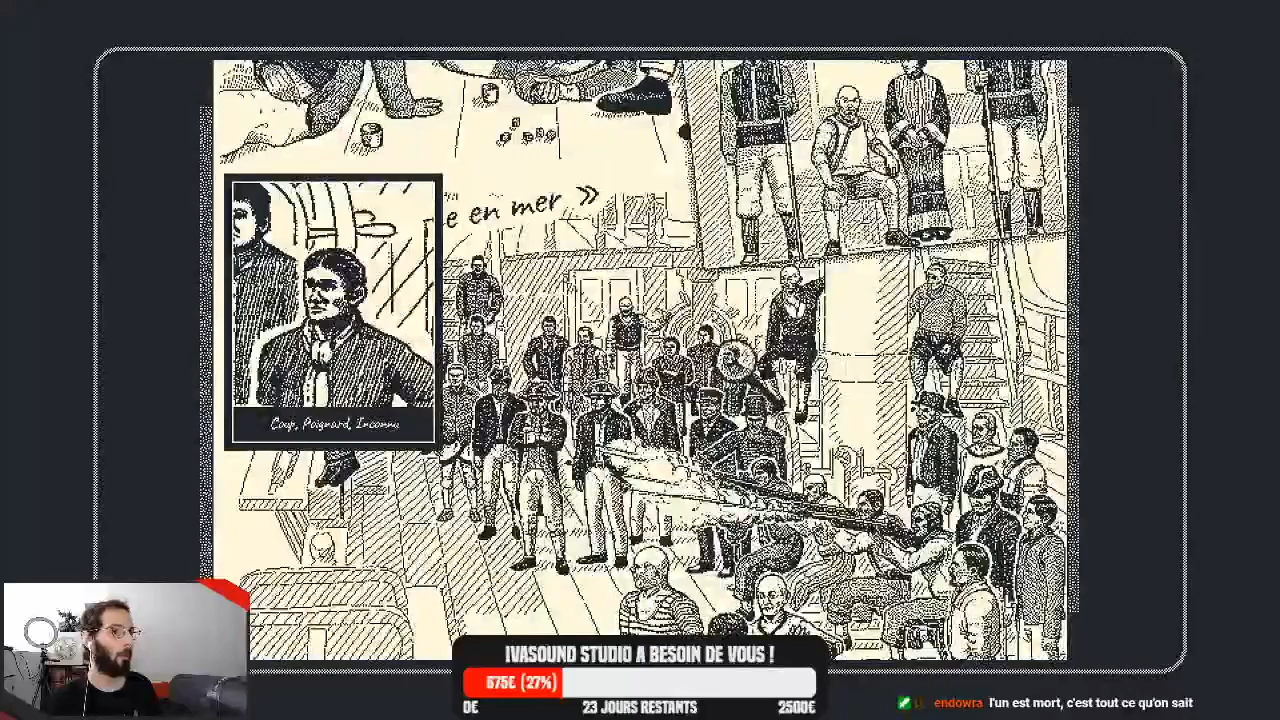 e en mer »
Coup, Poignard, Inconnu
IVASOUND STUDIO A BESOIN DE VOUS !
675€ (27%)
0€ 23 JOURS RESTANTS 2500€
endowra l'un est mort, c'est tout ce qu'on sait